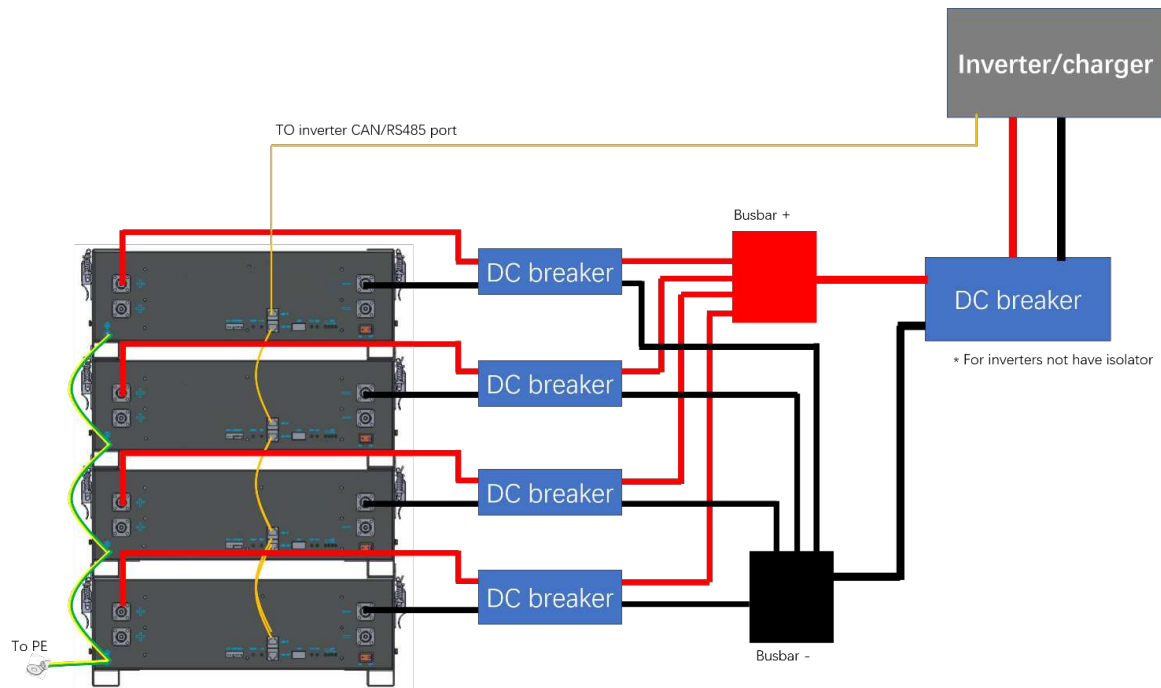 Inverter/charger
TO inverter CAN/RS485 port
Busbar +
DC breaker
DC breaker
* For inverters not have isolator
DC breaker
DC breaker
DC breaker
To PE
Busbar -